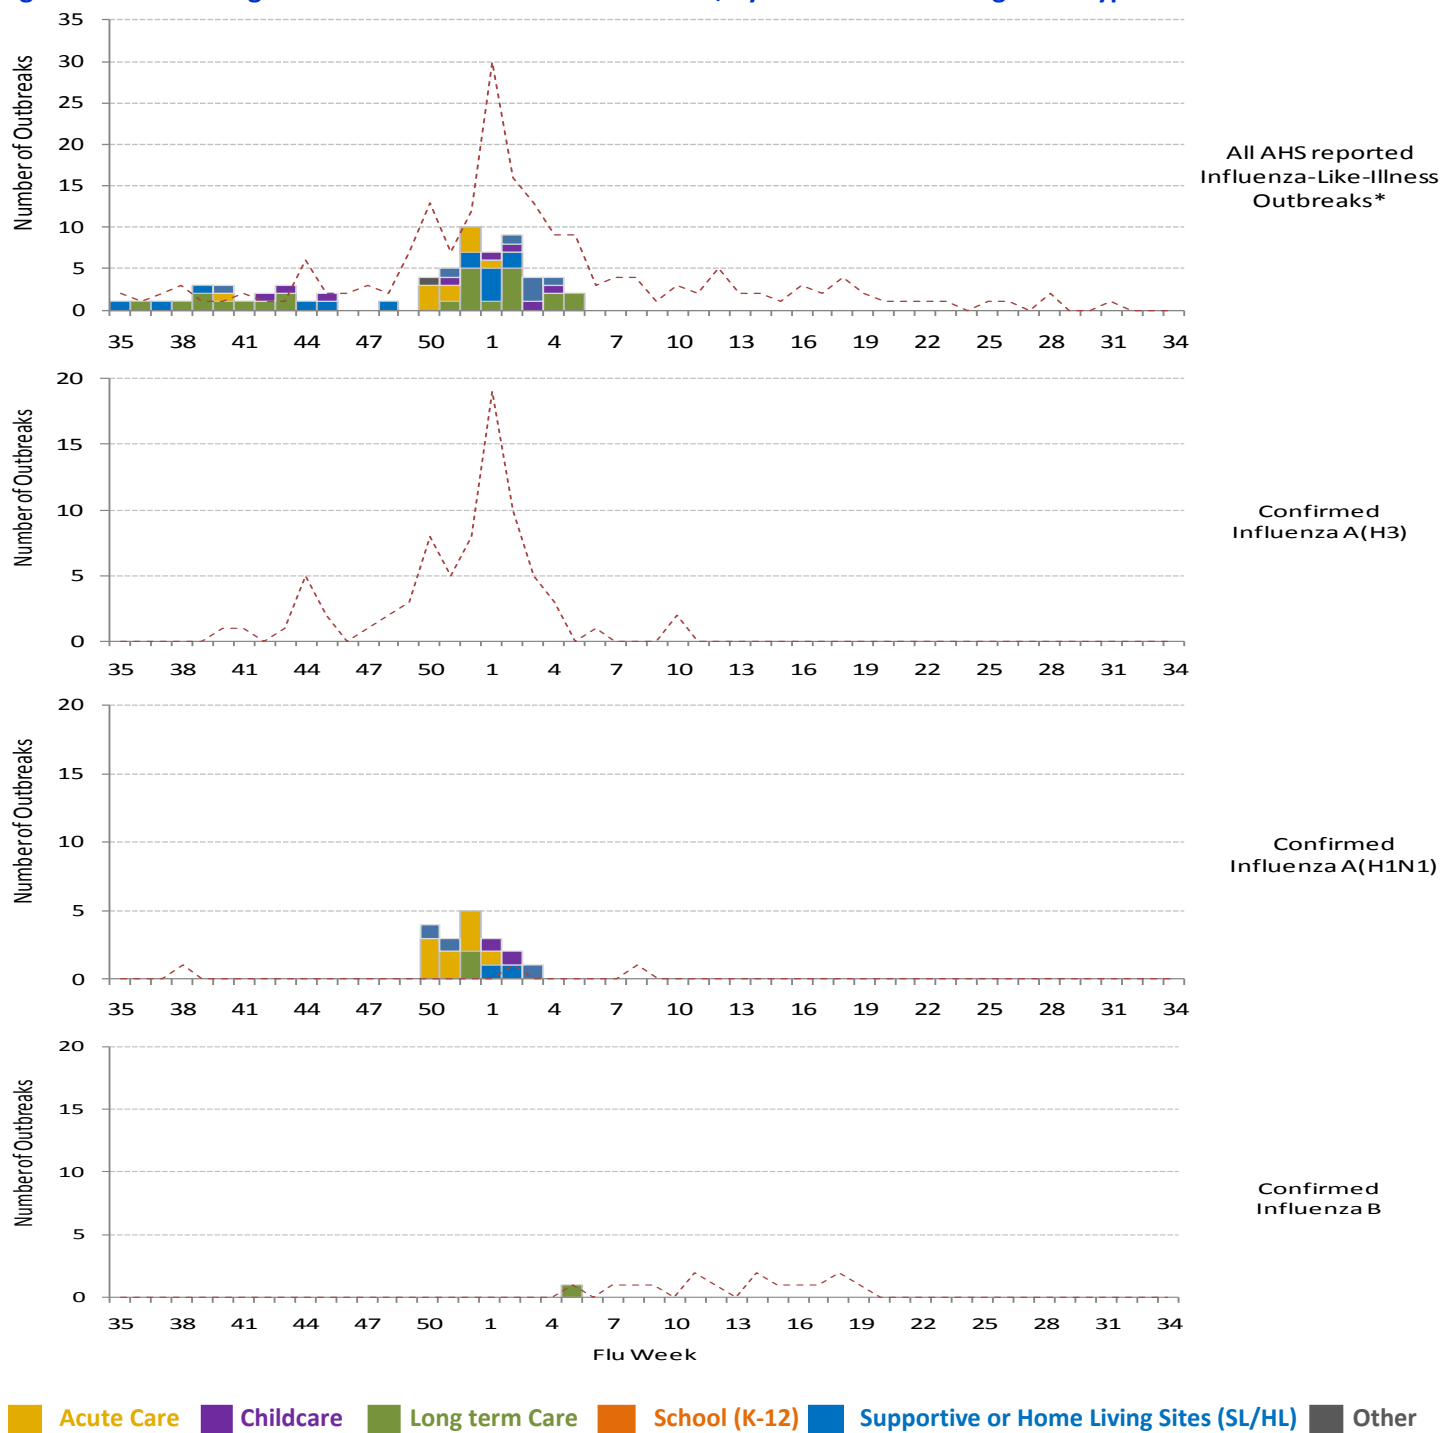 35
30
25
20
15
10
5
0
Number of Outbreaks
35 38 41 44 47 50 1 4 7 10 13 16 19 22 25 28 31 34
All AHS reported
Influenza-Like-Illness
Outbreaks*
20
15
10
5
0
Number of Outbreaks
35 38 41 44 47 50 1 4 7 10 13 16 19 22 25 28 31 34
Confirmed
Influenza A(H3)
20
15
10
5
0
Number of Outbreaks
35 38 41 44 47 50 1 4 7 10 13 16 19 22 25 28 31 34
Confirmed
Influenza A(H1N1)
20
15
10
5
0
Number of Outbreaks
35 38 41 44 47 50 1 4 7 10 13 16 19 22 25 28 31 34
Flu Week
Confirmed
Influenza B
Acute Care Childcare Long term Care School (K-12) Supportive or Home Living Sites (SL/HL) Other